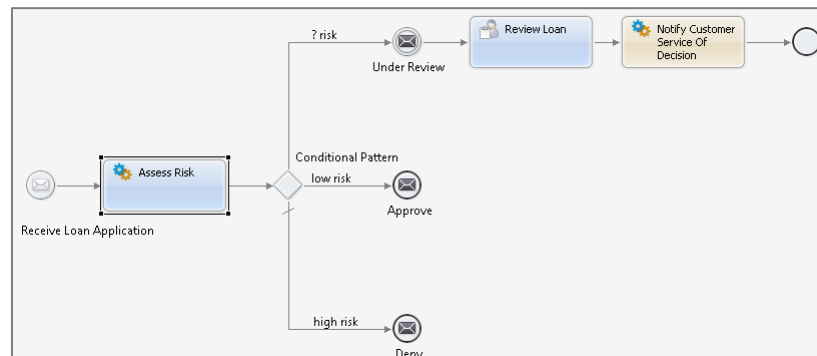 ? risk
Under Review
Review Loan
Notify Customer
Service Of
Decision
Assess Risk
Conditional Pattern
low risk
Approve
Receive Loan Application
high risk
Deny